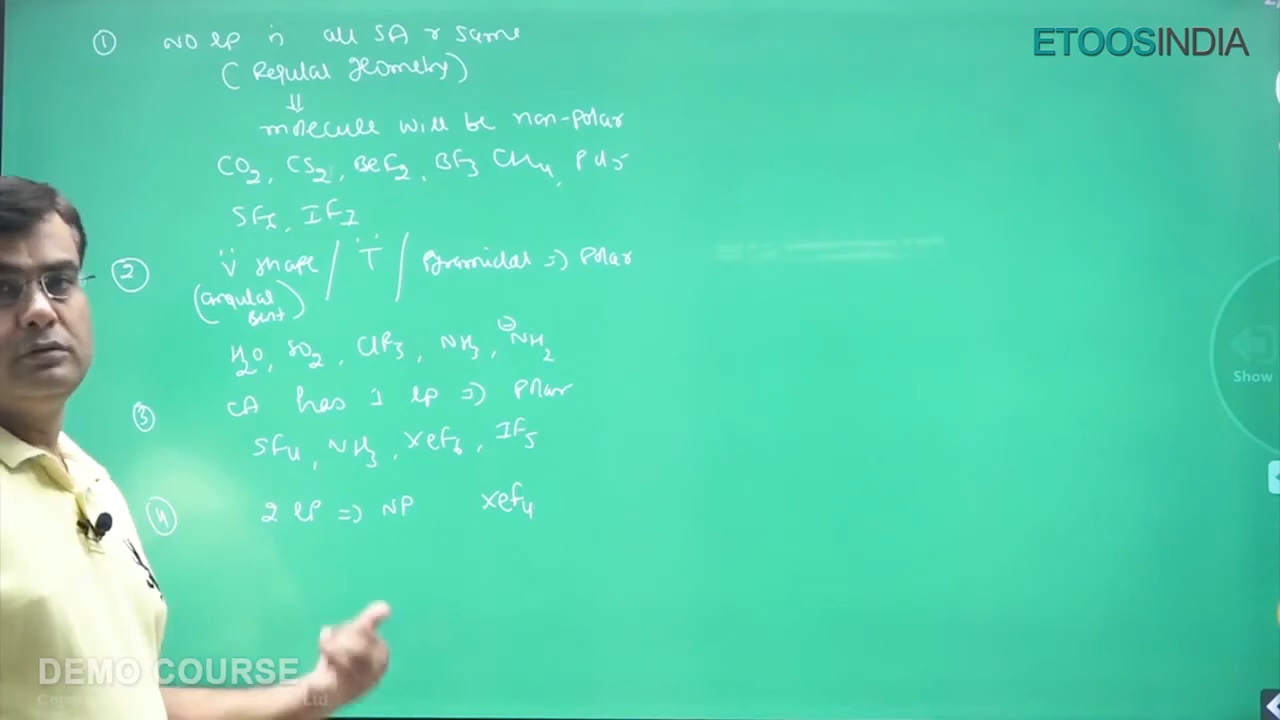 ETOOSINDIA
① NO lp n all SA r same
(Regular geometry)
⇓
molecule will be non-polar
CO2, CS2, BeF2, BF3 CH4, PCl5
SF6, IF7
② V shape / T / Pyramidal => Polar
(angular
Bent)
H2O, SO2, ClF3, NH3, NH2⊖
③ CA has 1 lp => Polar
SF4, NH3, XeF6, IF5
④ 2 lp => NP XeF4
Show
DEMO COURSE